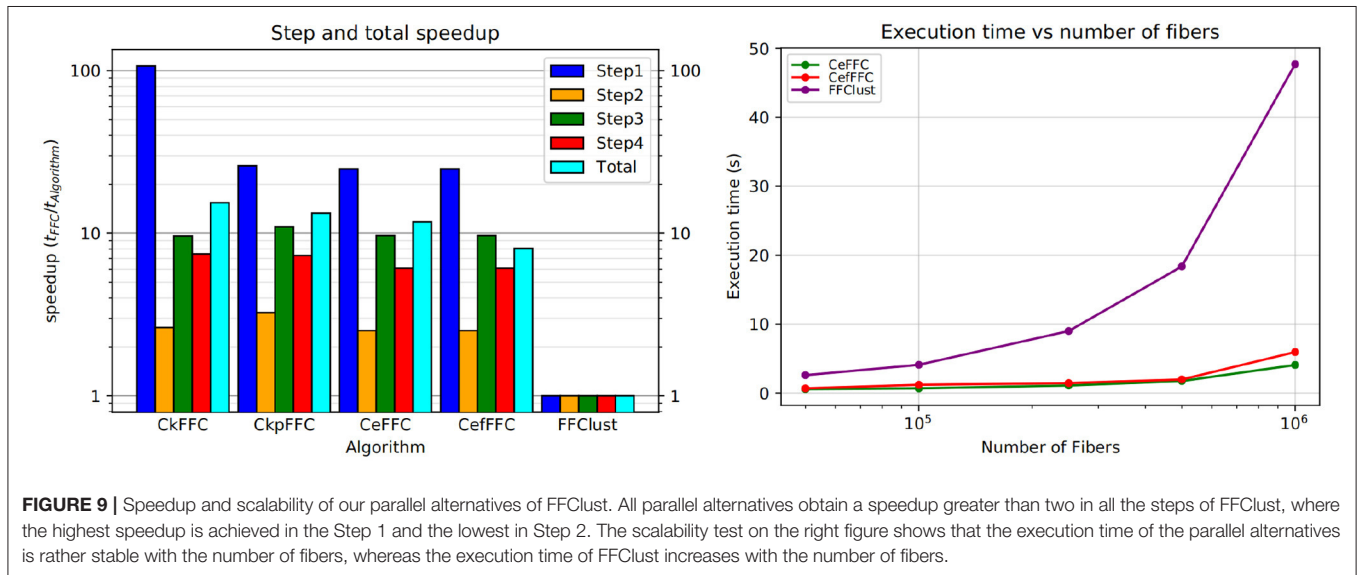 Step and total speedup
100
10
1
speedup (tFFC/tAlgorithm)
Step1
Step2
Step3
Step4
Total
100
10
1
CkFFC CkpFFC CeFFC CefFFC FFClust
Algorithm
Execution time vs number of fibers
CeFFC
CefFFC
FFClust
50
40
30
20
10
0
Execution time (s)
10⁵ 10⁶
Number of Fibers
FIGURE 9 | Speedup and scalability of our parallel alternatives of FFClust. All parallel alternatives obtain a speedup greater than two in all the steps of FFClust, where
the highest speedup is achieved in the Step 1 and the lowest in Step 2. The scalability test on the right figure shows that the execution time of the parallel alternatives
is rather stable with the number of fibers, whereas the execution time of FFClust increases with the number of fibers.